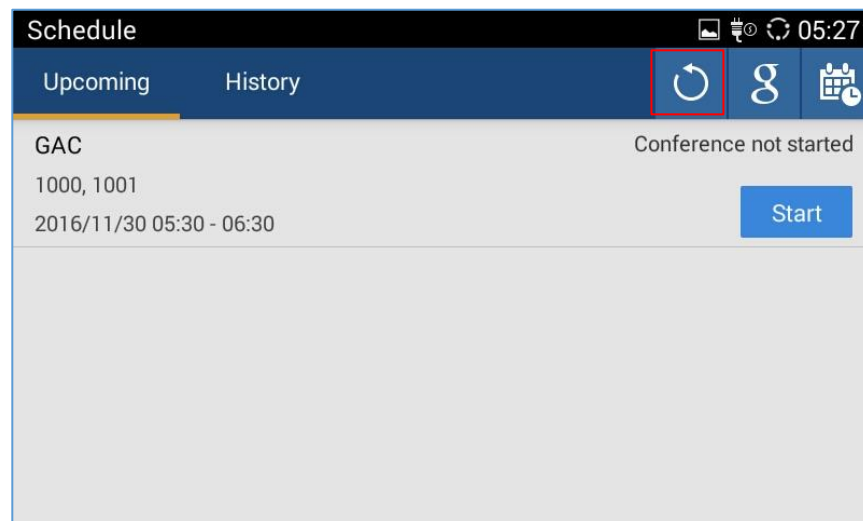 Schedule 05:27
Upcoming History g
GAC Conference not started
1000, 1001
Start
2016/11/30 05:30 - 06:30